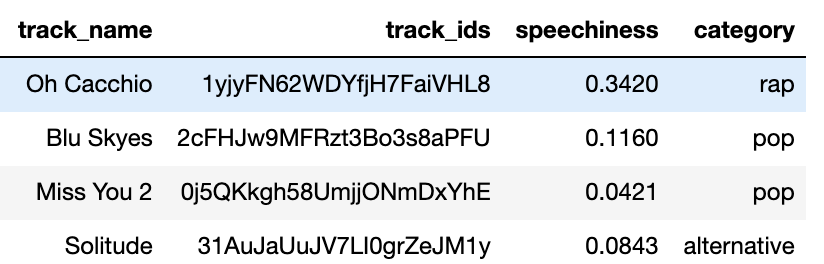 track_name track_ids speechiness category
Oh Cacchio 1yjyFN62WDYfjH7FaiVHL8 0.3420 rap
Blu Skyes 2cFHJw9MFRzt3Bo3s8aPFU 0.1160 pop
Miss You 2 0j5QKkgh58UmjjONmDxYhE 0.0421 pop
Solitude 31AuJaUuJV7LI0grZeJM1y 0.0843 alternative